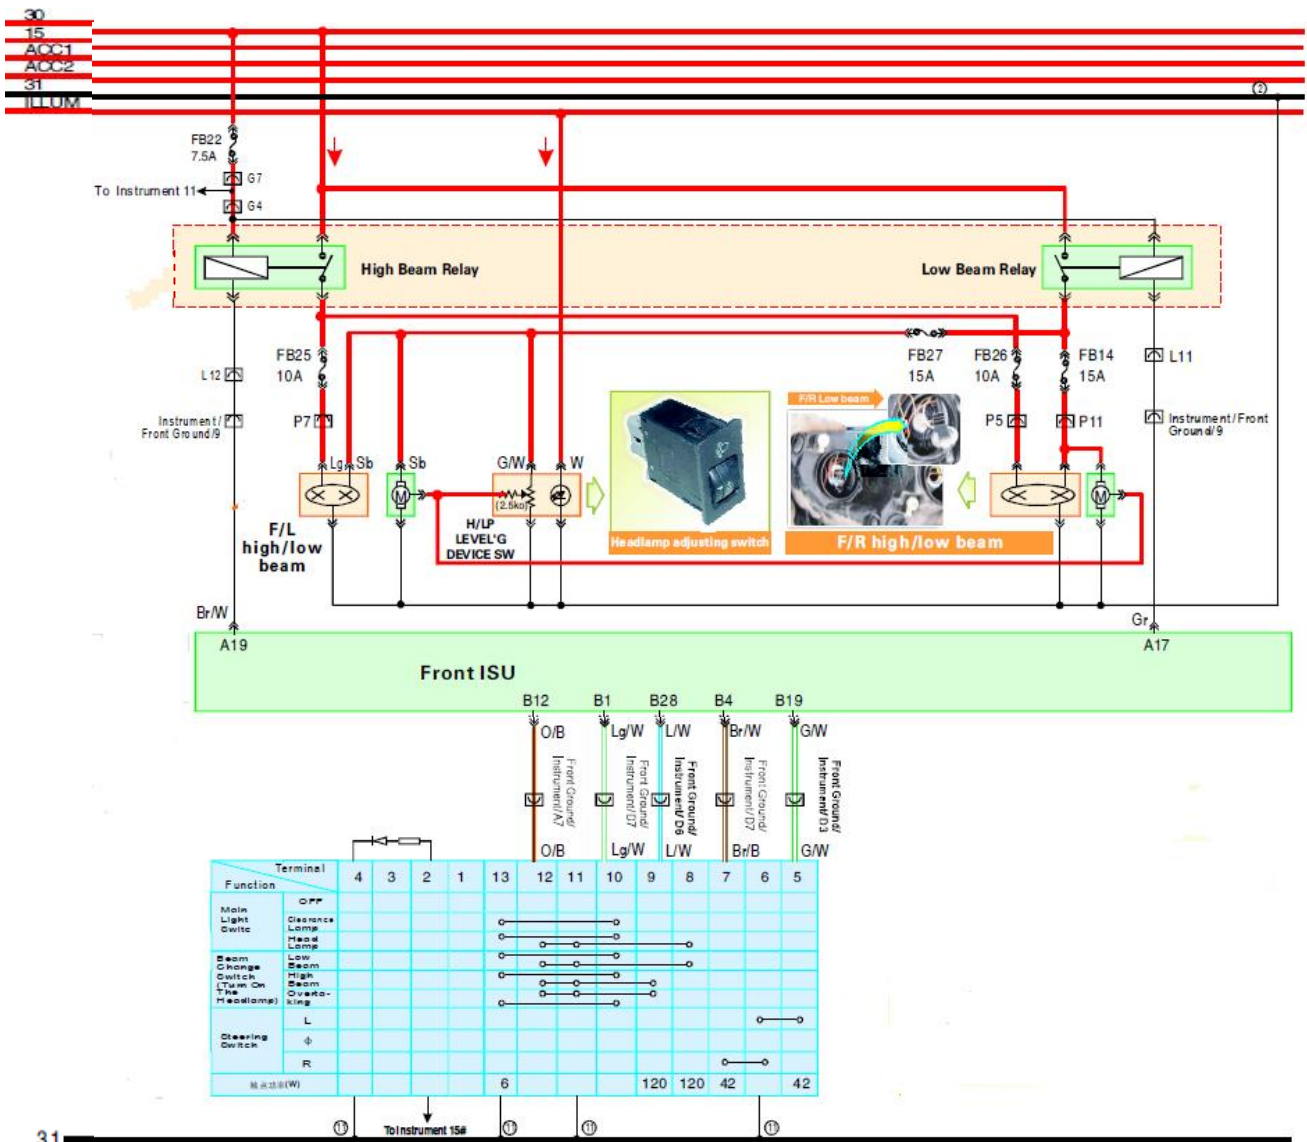 30
15
ACC1
ACC2
31
ILLUM
2
FB22
7.5A
G7
To Instrument 11
G4
High Beam Relay
Low Beam Relay
FB25
10A
FB27
15A
FB26
10A
FB14
15A
L11
L12
Instrument/
Front Ground/9
P7
F/R Low beam
P5
P11
Instrument/Front
Ground/9
Lg
Sb
Sb
G/W
W
M
(2.5kΩ)
M
F/L
high/low
beam
H/LP
LEVEL'G
DEVICE SW
Headlamp adjusting switch
F/R high/low beam
Br/W
Gr
A19
A17
Front ISU
B12
B1
B28
B4
B19
O/B
Lg/W
L/W
Br/W
G/W
Front Ground/
Instrument/A7
Front Ground/
Instrument/D7
Front Ground/
Instrument/D6
Front Ground/
Instrument/D7
Front Ground/
Instrument/D3
O/B
Lg/W
L/W
Br/B
G/W
Terminal
Function
4 3 2 1 13 12 11 10 9 8 7 6 5
Main
Light
Switc
OFF
Clearance
Lamp
Head
Lamp
Beam
Change
Switch
(Turn On
The
Headlamp)
Low
Beam
High
Beam
Overta-
king
Steering
Switch
L
R
(W)
6 120 120 42 42
11
To Instrument 15#
11
11
11
31